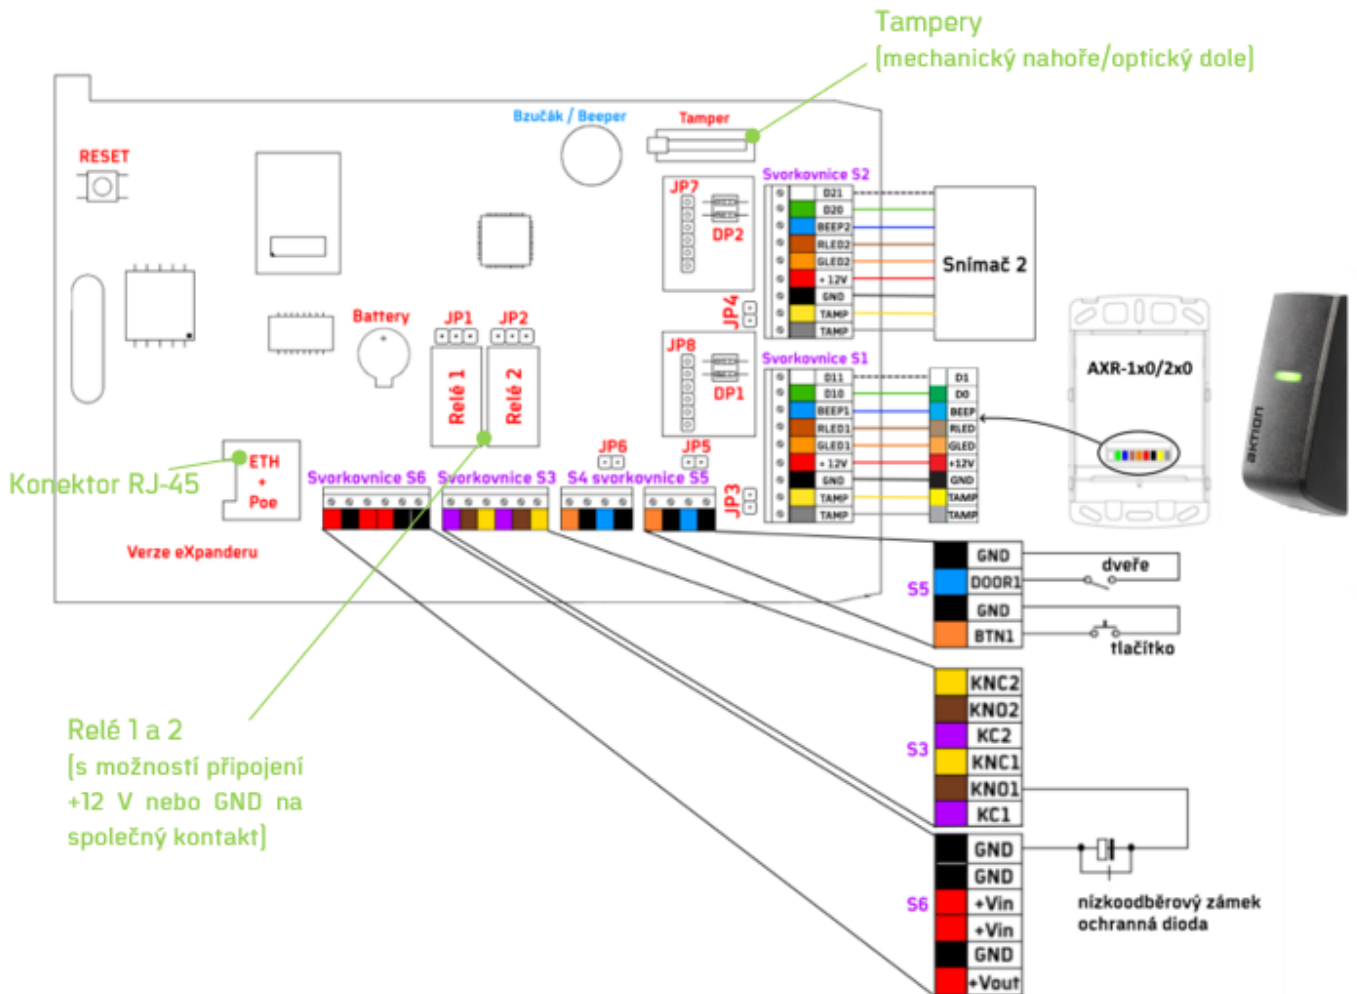 Tampery
(mechanický nahoře/optický dole)
Bzučák / Beeper
Tamper
RESET
Svorkovnice S2
JP7
DP2
D21
D20
BEEP2
RLED2
GLED2
+ 12V
GND
TAMP
TAMP
Snímač 2
JP4
Battery
JP1
JP2
Relé 1
Relé 2
JP8
DP1
Svorkovnice S1
D11
D10
BEEP1
RLED1
GLED1
+ 12V
GND
TAMP
TAMP
D1
D0
BEEP
RLED
GLED
+12V
GND
TAMP
TAMP
AXR-1x0/2x0
aktion
JP6
JP5
JP3
Konektor RJ-45
ETH
+
Poe
Svorkovnice S6
Svorkovnice S3
S4 svorkovnice S5
Verze eXpanderu
S5
GND
DOOR1
GND
BTN1
dveře
tlačítko
Relé 1 a 2
(s možností připojení
+12 V nebo GND na
společný kontakt)
S3
KNC2
KNO2
KC2
KNC1
KNO1
KC1
S6
GND
GND
+Vin
+Vin
GND
+Vout
nízkoodběrový zámek
ochranná dioda